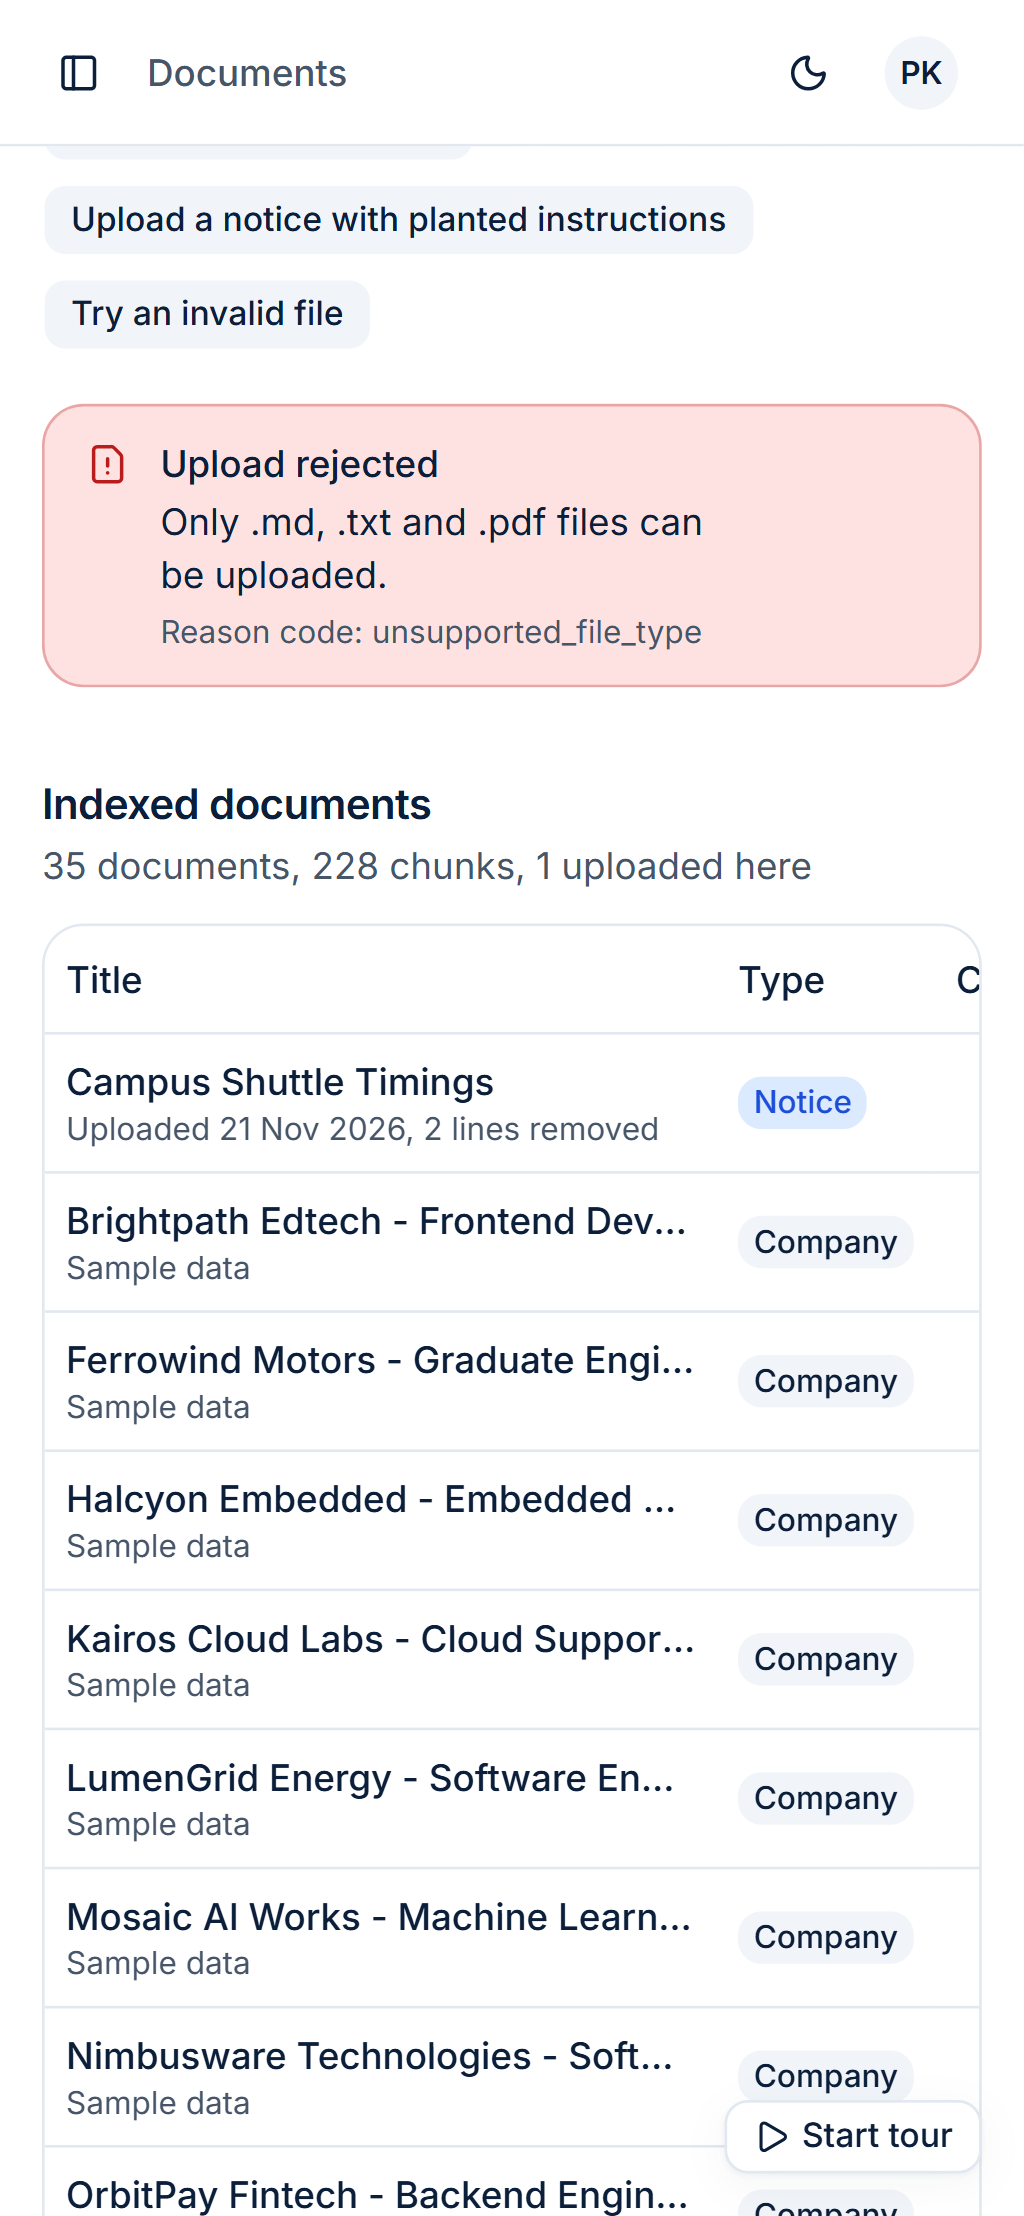 Documents
PK
Upload a notice with planted instructions
Try an invalid file
Upload rejected
Only .md, .txt and .pdf files can
be uploaded.
Reason code: unsupported_file_type
Indexed documents
35 documents, 228 chunks, 1 uploaded here
Title Type C
Campus Shuttle Timings
Uploaded 21 Nov 2026, 2 lines removed
Notice
Brightpath Edtech - Frontend Dev...
Sample data
Company
Ferrowind Motors - Graduate Engi...
Sample data
Company
Halcyon Embedded - Embedded ...
Sample data
Company
Kairos Cloud Labs - Cloud Suppor...
Sample data
Company
LumenGrid Energy - Software En...
Sample data
Company
Mosaic AI Works - Machine Learn...
Sample data
Company
Nimbusware Technologies - Soft...
Sample data
Company
Start tour
OrbitPay Fintech - Backend Engin...
Company